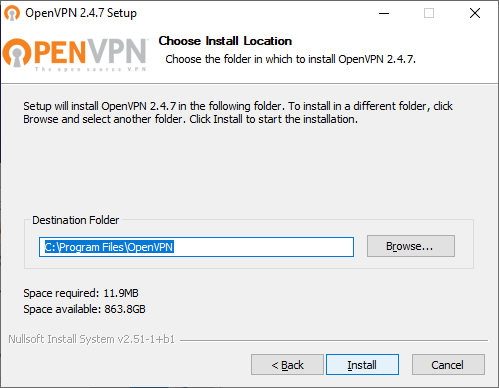 OpenVPN 2.4.7 Setup
OPENVPN
The open source VPN
Choose Install Location
Choose the folder in which to install OpenVPN 2.4.7.
Setup will install OpenVPN 2.4.7 in the following folder. To install in a different folder, click
Browse and select another folder. Click Install to start the installation.
Destination Folder
C:\Program Files\OpenVPN
Browse...
Space required: 11.9MB
Space available: 863.8GB
Nullsoft Install System v2.51-1+b1
< Back
Install
Cancel